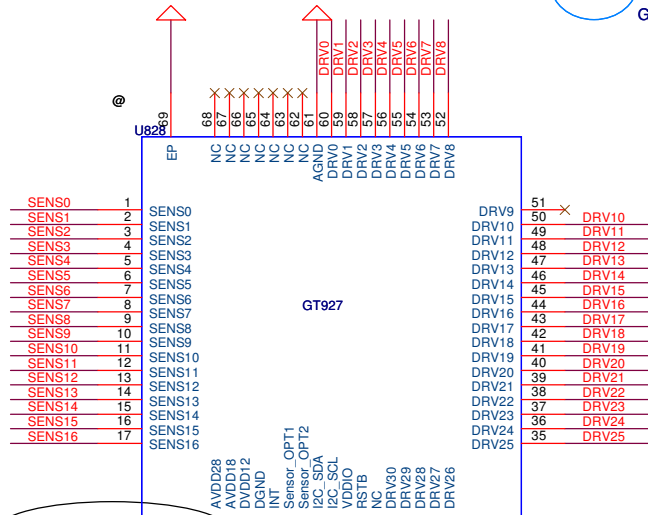 G
DRV0
DRV1
DRV2
DRV3
DRV4
DRV5
DRV6
DRV7
DRV8
@
69
68
67
66
65
64
63
62
61
60
59
58
57
56
55
54
53
52
U828
EP
NC
NC
NC
NC
NC
NC
NC
AGND
DRV0
DRV1
DRV2
DRV3
DRV4
DRV5
DRV6
DRV7
DRV8
SENS0 1 SENS0
SENS1 2 SENS1
SENS2 3 SENS2
SENS3 4 SENS3
SENS4 5 SENS4
SENS5 6 SENS5
SENS6 7 SENS6
SENS7 8 SENS7
SENS8 9 SENS8
SENS9 10 SENS9
SENS10 11 SENS10
SENS11 12 SENS11
SENS12 13 SENS12
SENS13 14 SENS13
SENS14 15 SENS14
SENS15 16 SENS15
SENS16 17 SENS16
GT927
DRV9 51
DRV10 50 DRV10
DRV11 49 DRV11
DRV12 48 DRV12
DRV13 47 DRV13
DRV14 46 DRV14
DRV15 45 DRV15
DRV16 44 DRV16
DRV17 43 DRV17
DRV18 42 DRV18
DRV19 41 DRV19
DRV20 40 DRV20
DRV21 39 DRV21
DRV22 38 DRV22
DRV23 37 DRV23
DRV24 36 DRV24
DRV25 35 DRV25
AVDD28
AVDD18
DVDD12
DGND
INT
Sensor_OPT1
Sensor_OPT2
I2C_SDA
I2C_SCL
VDDIO
RSTB
NC
DRV30
DRV29
DRV28
DRV27
DRV26